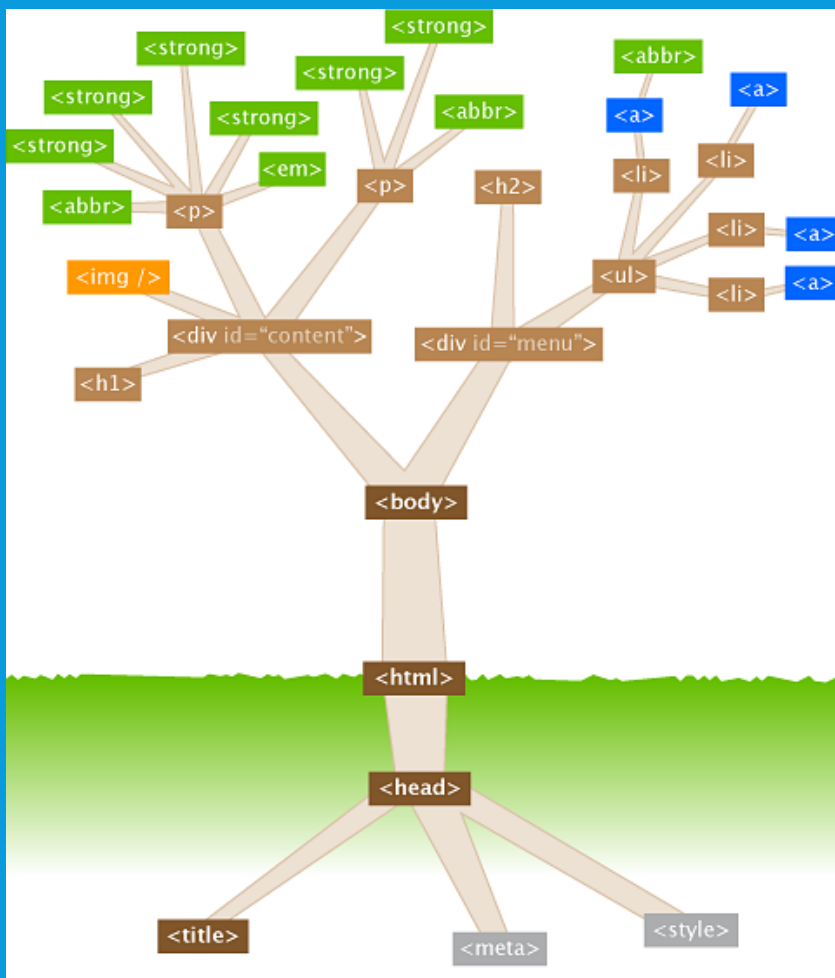 <strong>
<strong>
<strong>
<abbr>
<strong>
<a>
<strong>
<abbr>
<strong>
<a>
<strong>
<li>
<em>
<li>
<p>
<h2>
<abbr>
<p>
<li>
<a>
<img />
<ul>
<a>
<li>
<div id=“content”>
<div id=“menu”>
<h1>
<body>
<html>
<head>
<title>
<style>
<meta>